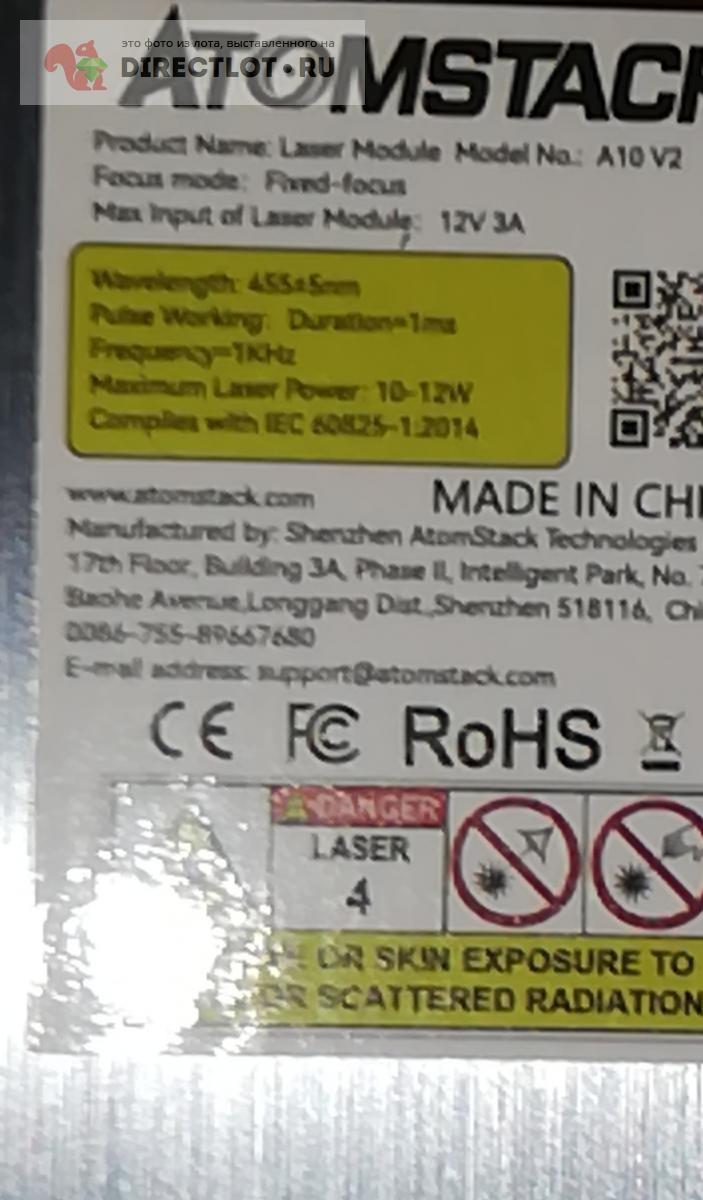 это фото из лота, выставленного на
DIRECTLOT.RU
ATOMSTACK
Product Name: Laser Module Model No.: A10 V2
Focus mode: Fixed-focus
Max Input of Laser Module: 12V 3A
Wavelength: 455±5nm
Pulse Working: Duration=1ms
Frequency=1KHz
Maximum Laser Power: 10-12W
Complies with IEC 60825-1:2014
www.atomstack.com
MADE IN CHI
Manufactured by: Shenzhen AtomStack Technologies
17th Floor, Building 3A, Phase II, Intelligent Park, No.
Baohe Avenue,Longgang Dist.,Shenzhen 518116, Chi
0086-755-89667680
E-mail address: support@atomstack.com
CE FC RoHS
DANGER
LASER
4
OR SKIN EXPOSURE TO
OR SCATTERED RADIATION